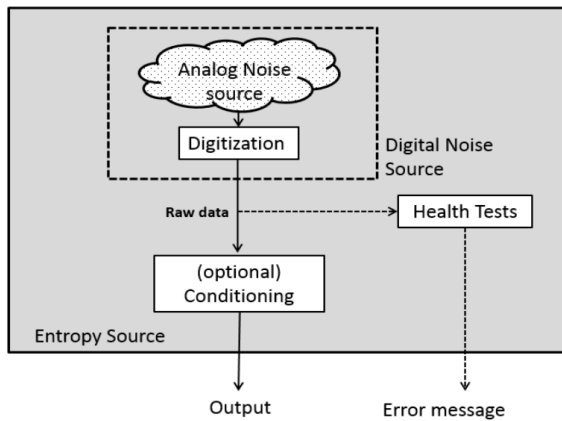 Analog Noise
source
Digitization
Digital Noise
Source
Raw data
Health Tests
(optional)
Conditioning
Entropy Source
Output
Error message